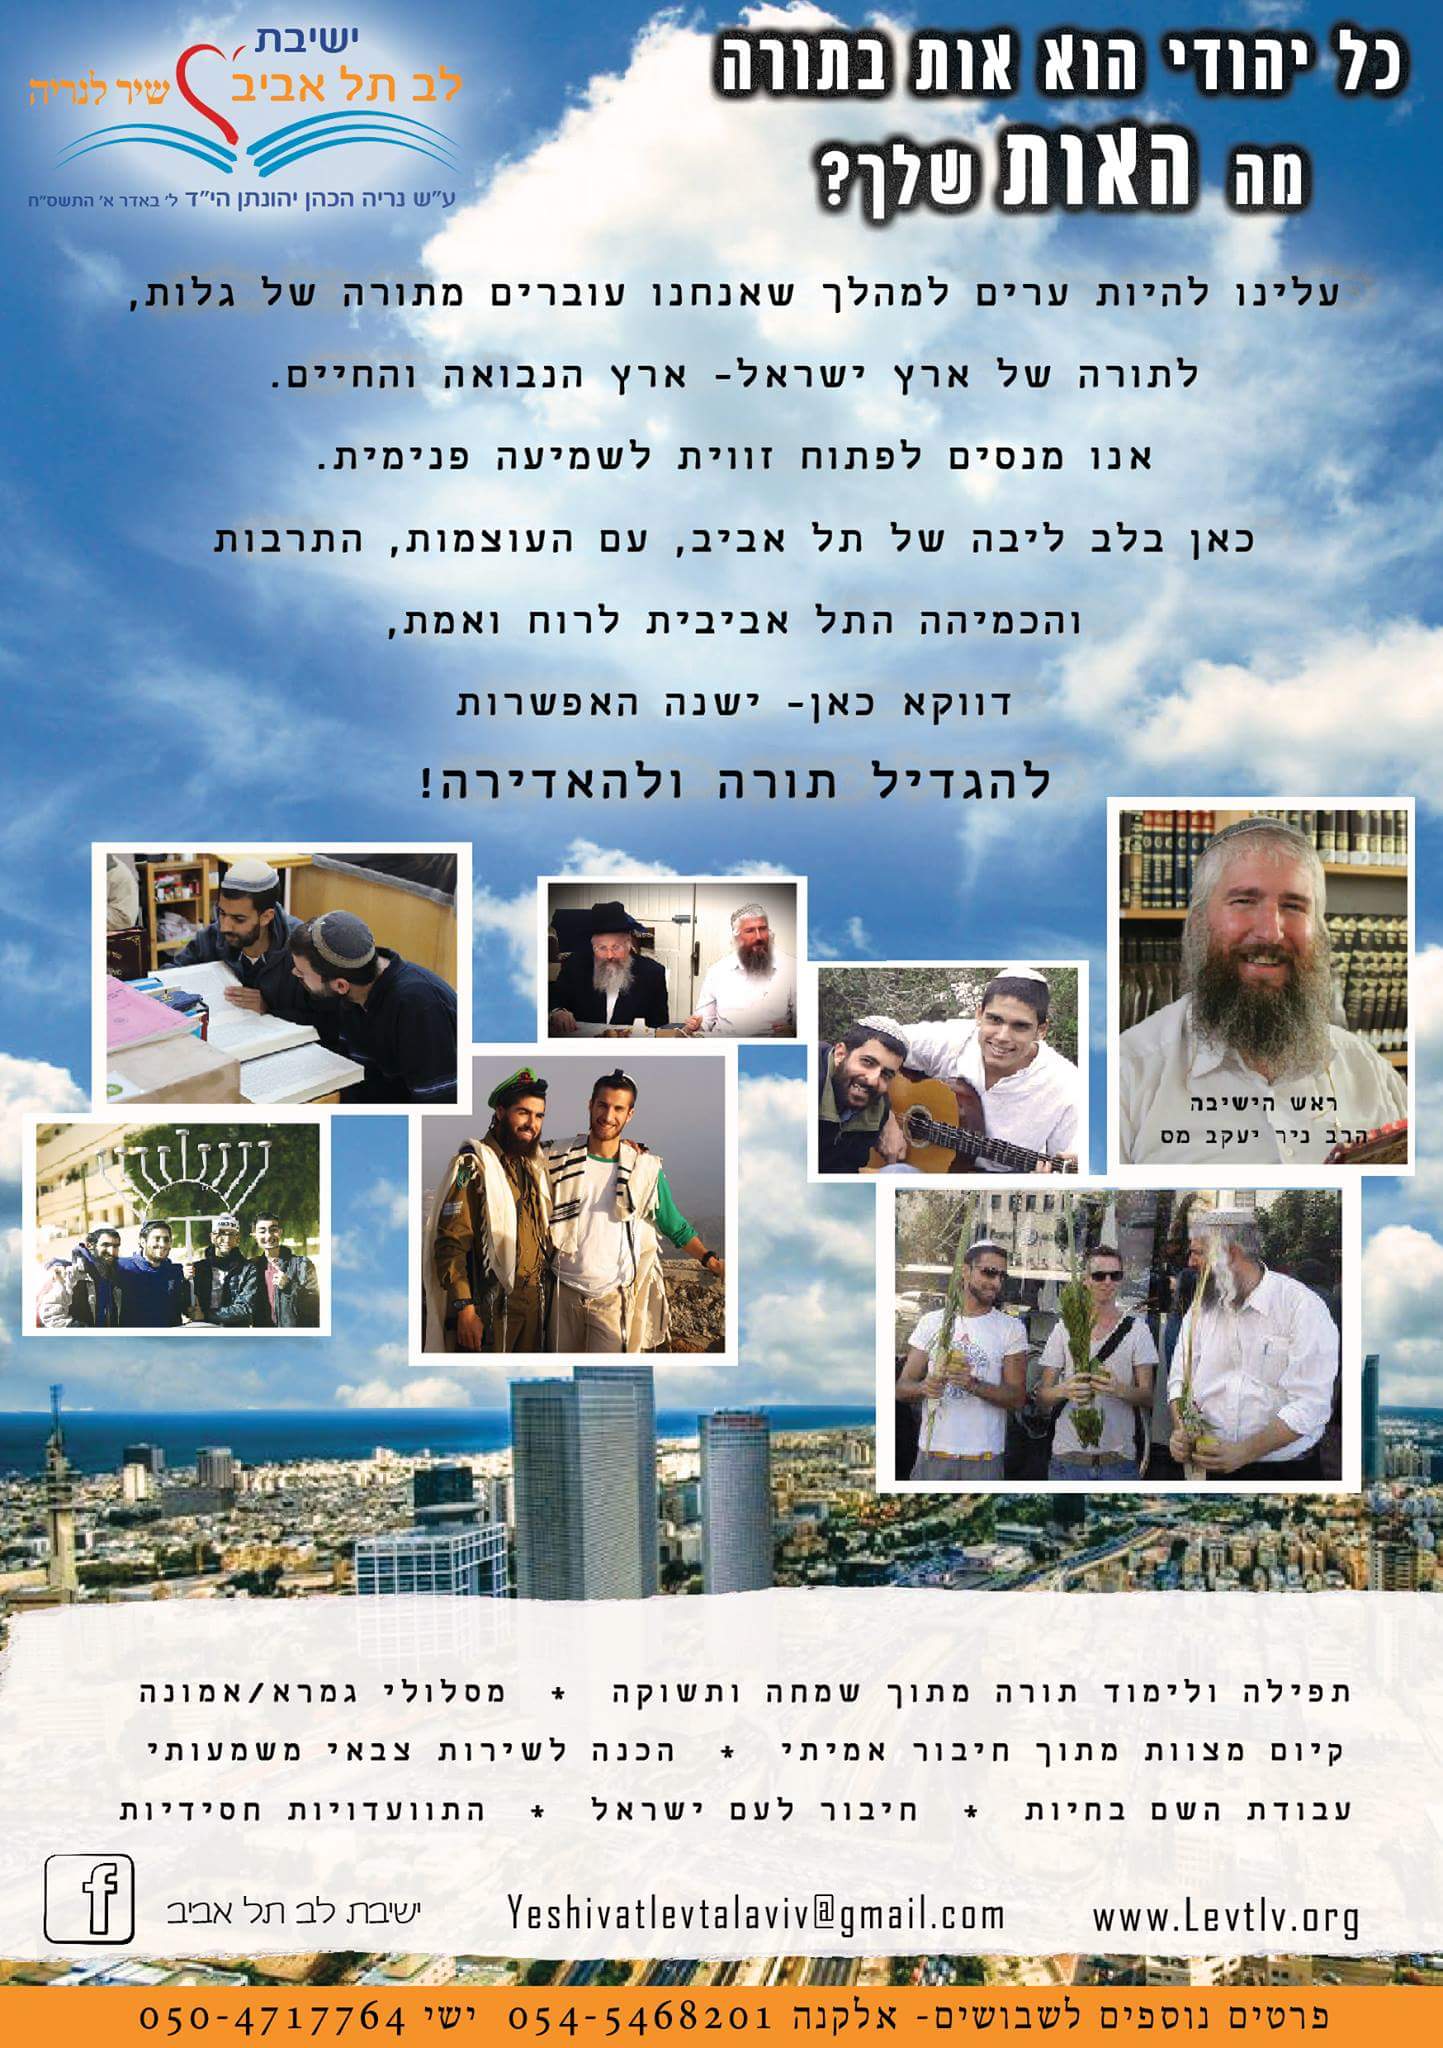 ישיבת
לב תל אביב שיר לנריה
ע"ש נריה הכהן יהונתן הי"ד ל' באדר א' התשס"ח
כל יהודי הוא אות בתורה
מה האות שלך?
עלינו להיות ערים למהלך שאנחנו עוברים מתורה של גלות,
לתורה של ארץ ישראל- ארץ הנבואה והחיים.
אנו מנסים לפתוח זווית לשמיעה פנימית.
כאן בלב ליבה של תל אביב, עם העוצמות, התרבות
והכמיהה התל אביבית לרוח ואמת,
דווקא כאן- ישנה האפשרות
להגדיל תורה ולהאדירה!
ראש הישיבה
הרב ניר יעקב מס
תפילה ולימוד תורה מתוך שמחה ותשוקה * מסלולי גמרא/אמונה
קיום מצוות מתוך חיבור אמיתי * הכנה לשירות צבאי משמעותי
עבודת השם בחיות * חיבור לעם ישראל * התוועדויות חסידיות
www.Levtlv.org Yeshivatlevtalaviv@gmail.com ישיבת לב תל אביב f
פרטים נוספים לשבושים- אלקנה 054-5468201 ישי 050-4717764